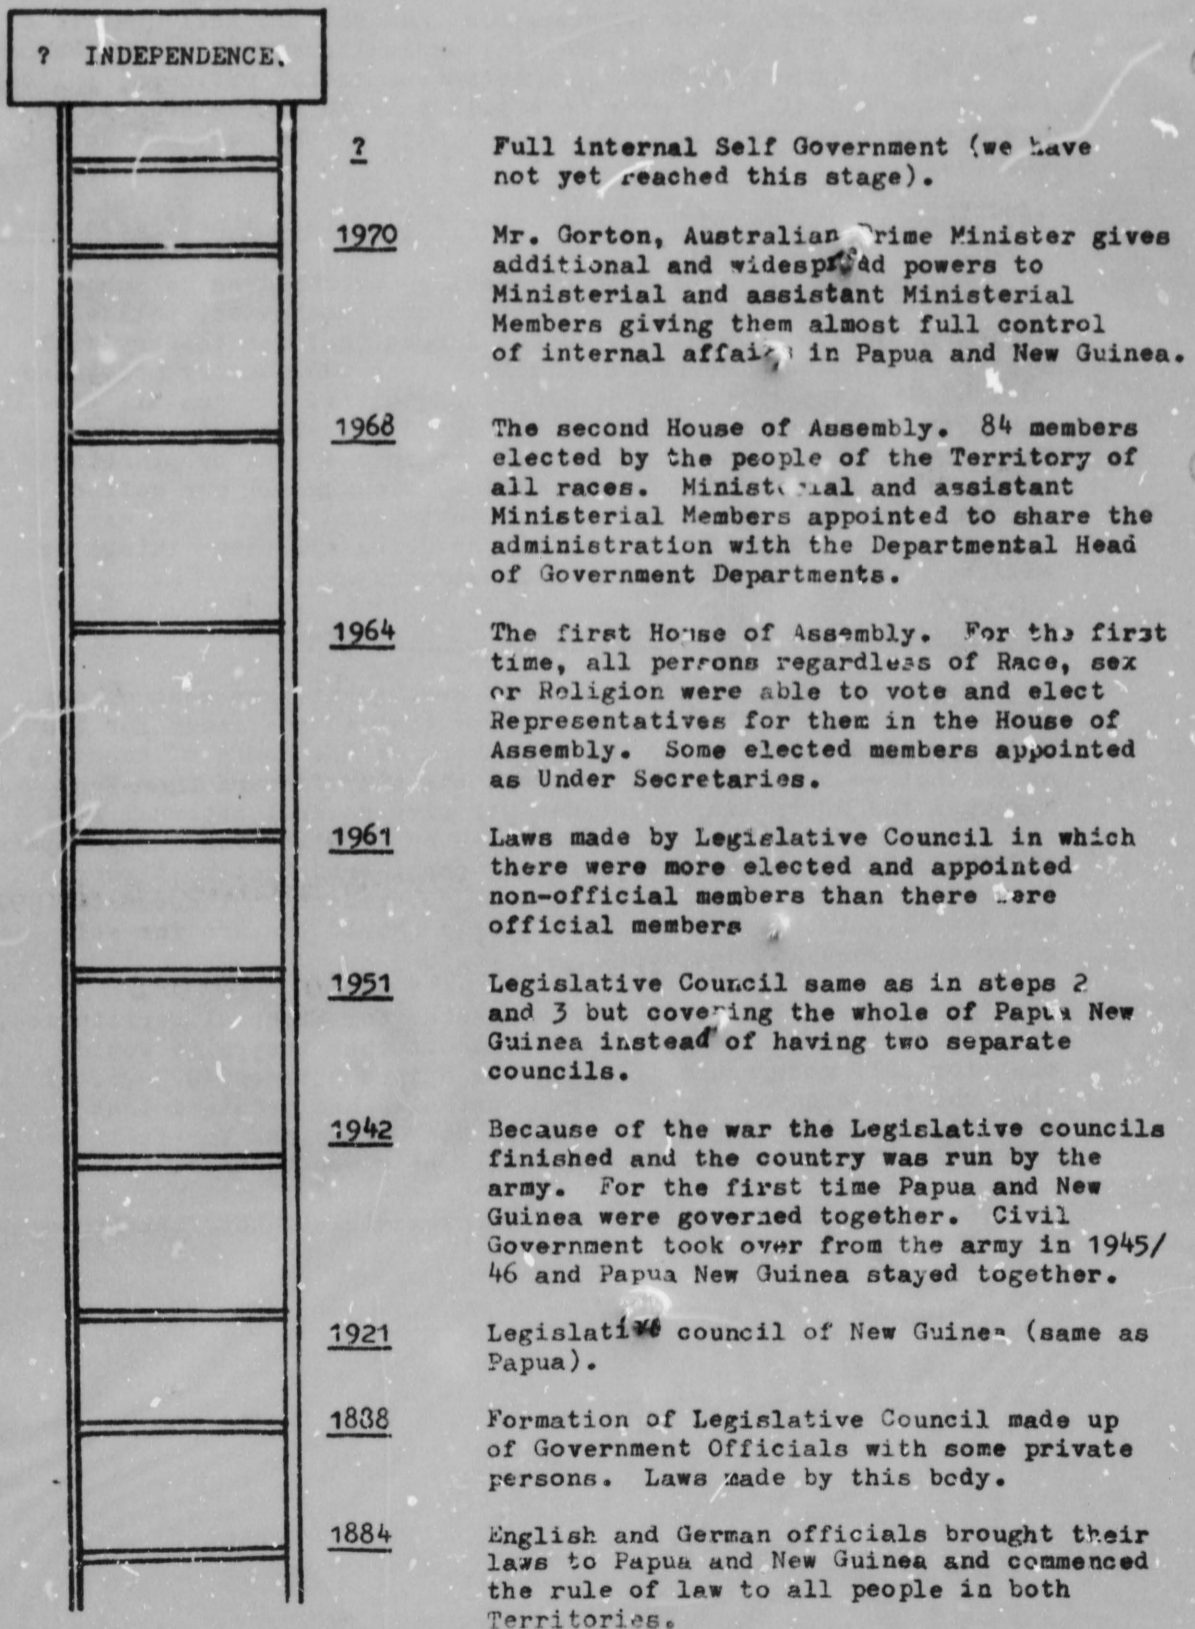 ? INDEPENDENCE.
? Full internal Self Government (we have
not yet reached this stage).
1970 Mr. Gorton, Australian Prime Minister gives
additional and widespread powers to
Ministerial and assistant Ministerial
Members giving them almost full control
of internal affairs in Papua and New Guinea.
1968 The second House of Assembly. 84 members
elected by the people of the Territory of
all races. Ministerial and assistant
Ministerial Members appointed to share the
administration with the Departmental Head
of Government Departments.
1964 The first House of Assembly. For the first
time, all persons regardless of Race, sex
or Religion were able to vote and elect
Representatives for them in the House of
Assembly. Some elected members appointed
as Under Secretaries.
1961 Laws made by Legislative Council in which
there were more elected and appointed
non-official members than there were
official members
1951 Legislative Council same as in steps 2
and 3 but covering the whole of Papua New
Guinea instead of having two separate
councils.
1942 Because of the war the Legislative councils
finished and the country was run by the
army. For the first time Papua and New
Guinea were governed together. Civil
Government took over from the army in 1945/
46 and Papua New Guinea stayed together.
1921 Legislative council of New Guinea (same as
Papua).
1888 Formation of Legislative Council made up
of Government Officials with some private
persons. Laws made by this body.
1884 English and German officials brought their
laws to Papua and New Guinea and commenced
the rule of law to all people in both
Territories.